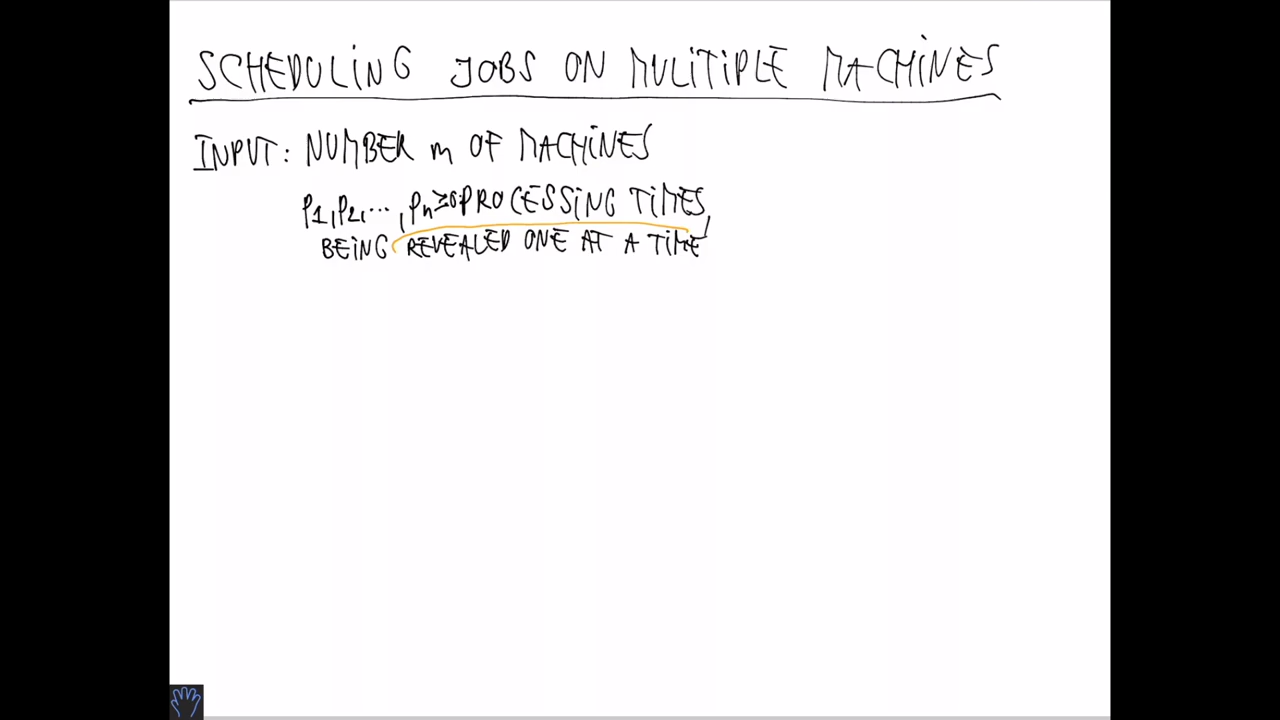 SCHEDULING JOBS ON MULITIPLE MACHINES
INPUT: NUMBER m OF MACHINES
p1,p2,...,pn≥0 PROCESSING TIMES,
BEING REVEALED ONE AT A TIME